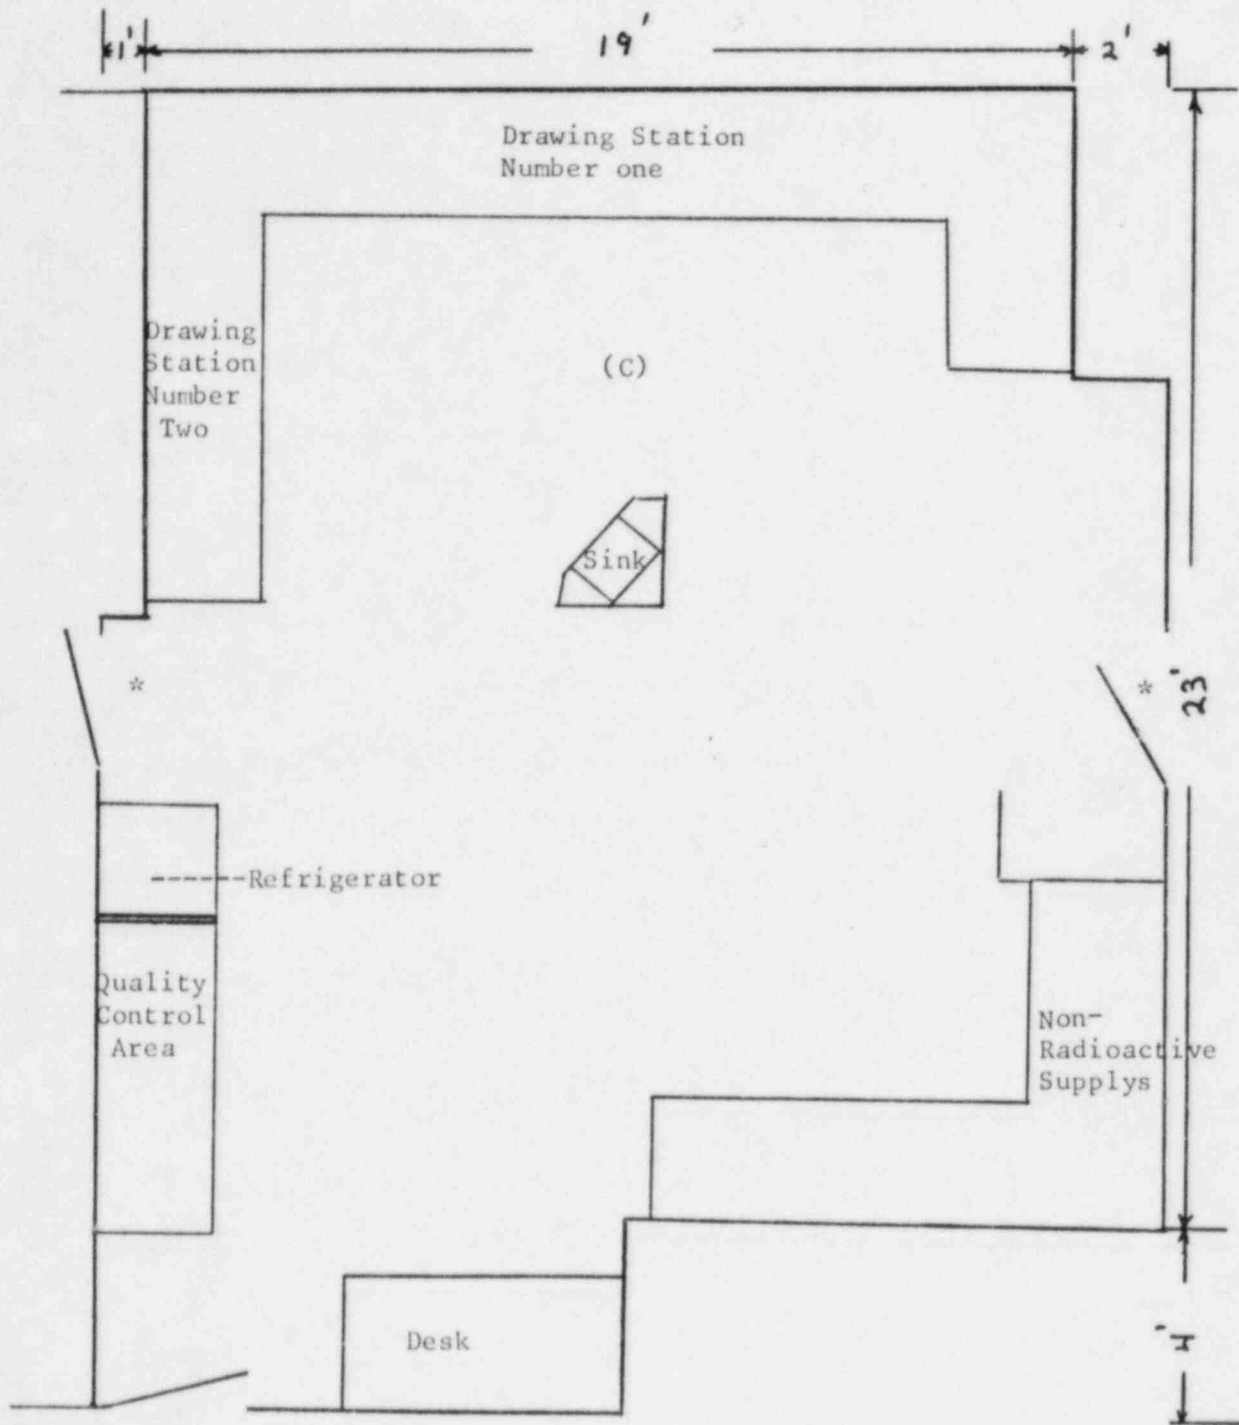 1'
19'
2'
Drawing Station
Number one
Drawing
Station
Number
Two
(C)
Sink
*
*
23'
Refrigerator
Quality
Control
Area
Non-
Radioactive
Supplys
Desk